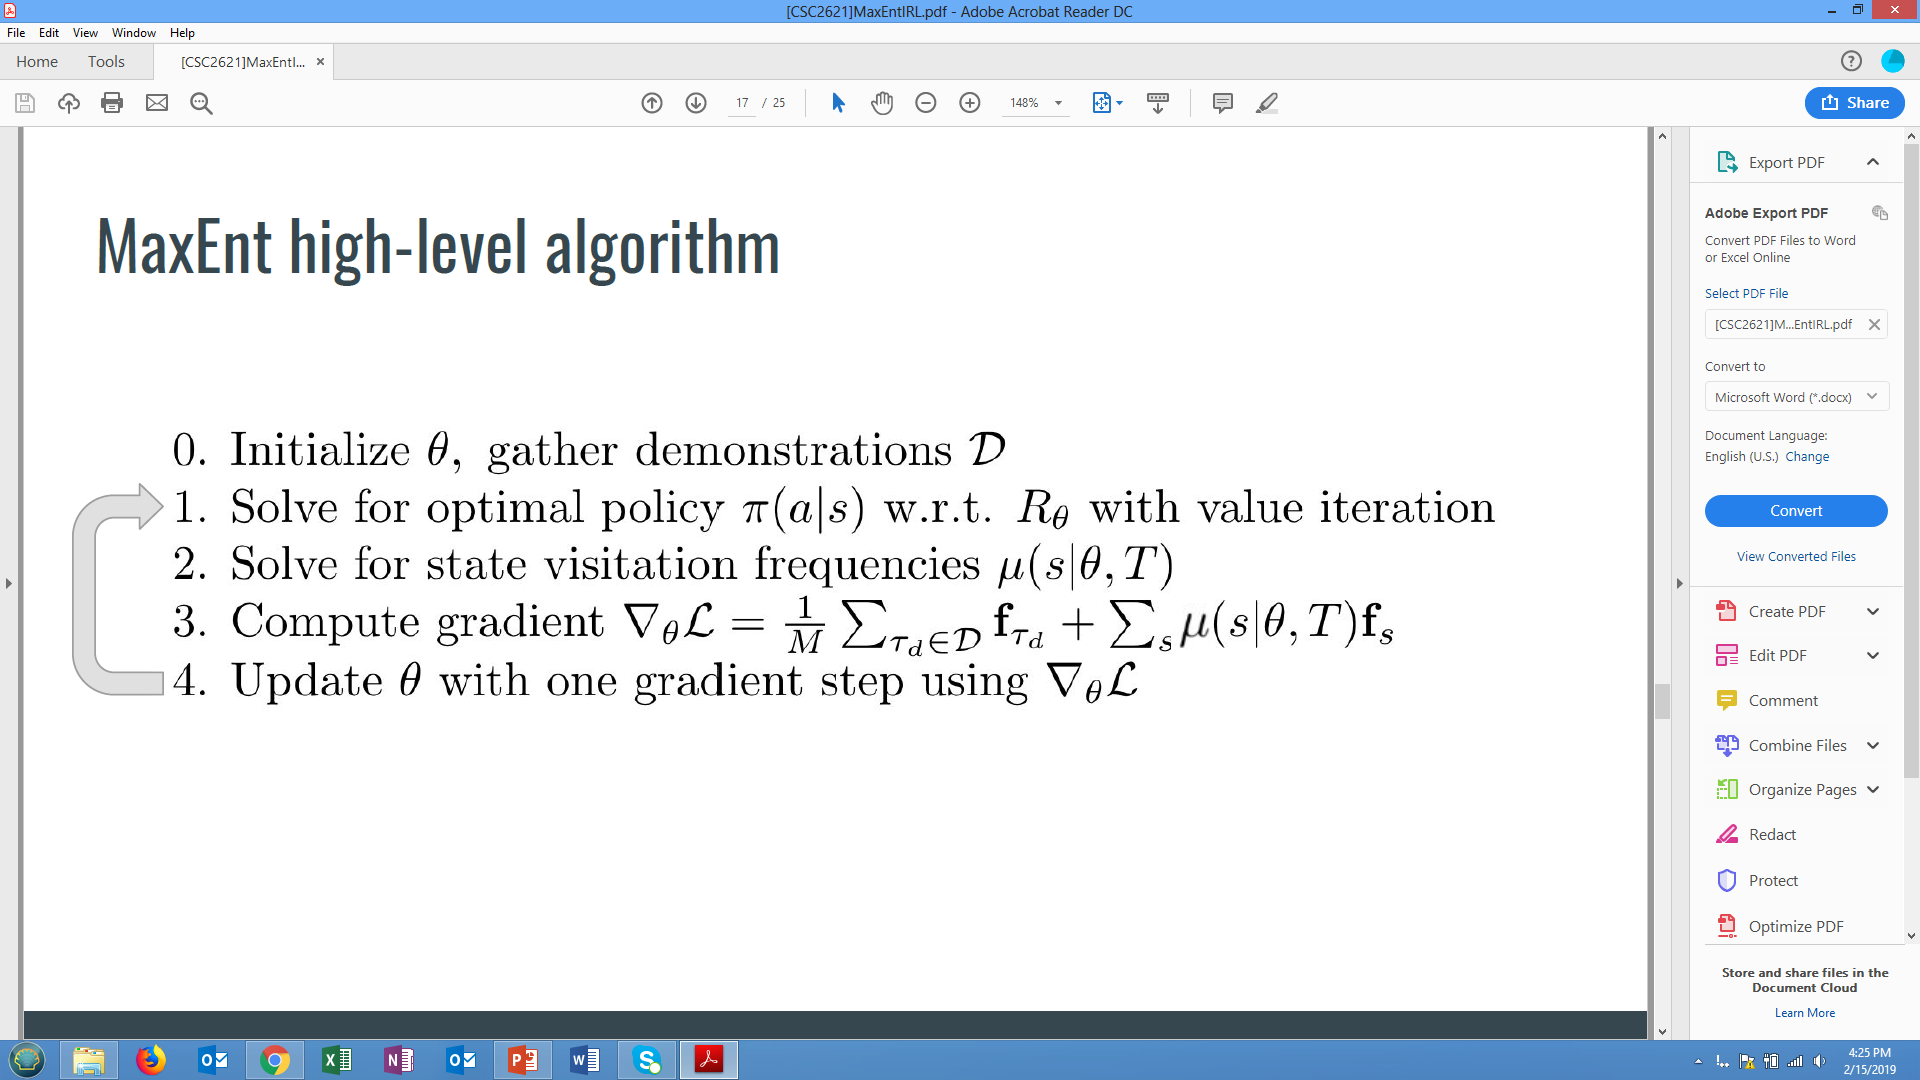 [CSC2621]MaxEntIRL.pdf - Adobe Acrobat Reader DC
File Edit View Window Help
Home Tools [CSC2621]MaxEntI... ×
17 / 25 148% Share
MaxEnt high-level algorithm
0. Initialize θ, gather demonstrations 𝒟
1. Solve for optimal policy π(a|s) w.r.t. R_θ with value iteration
2. Solve for state visitation frequencies μ(s|θ, T)
3. Compute gradient ∇_θ ℒ = 1/M ∑_{τ_d∈𝒟} f_{τ_d} + ∑_s μ(s|θ, T)f_s
4. Update θ with one gradient step using ∇_θ ℒ
Export PDF
Adobe Export PDF
Convert PDF Files to Word
or Excel Online
Select PDF File
[CSC2621]M...EntIRL.pdf
Convert to
Microsoft Word (*.docx)
Document Language:
English (U.S.) Change
Convert
View Converted Files
Create PDF
Edit PDF
Comment
Combine Files
Organize Pages
Redact
Protect
Optimize PDF
Store and share files in the
Document Cloud
Learn More
4:25 PM
2/15/2019